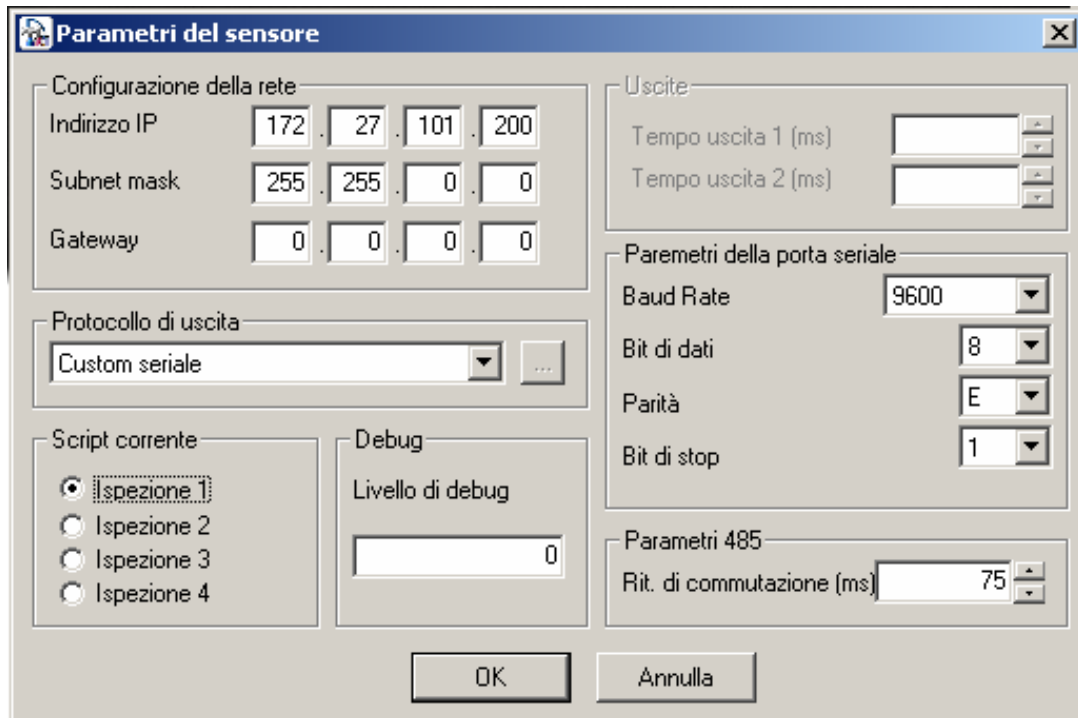 Parametri del sensore
Configurazione della rete
Indirizzo IP 172 . 27 . 101 . 200
Subnet mask 255 . 255 . 0 . 0
Gateway 0 . 0 . 0 . 0
Protocollo di uscita
Custom seriale ...
Script corrente
Ispezione 1
Ispezione 2
Ispezione 3
Ispezione 4
Debug
Livello di debug
0
Uscite
Tempo uscita 1 (ms)
Tempo uscita 2 (ms)
Paremetri della porta seriale
Baud Rate 9600
Bit di dati 8
Parità E
Bit di stop 1
Parametri 485
Rit. di commutazione (ms) 75
OK Annulla